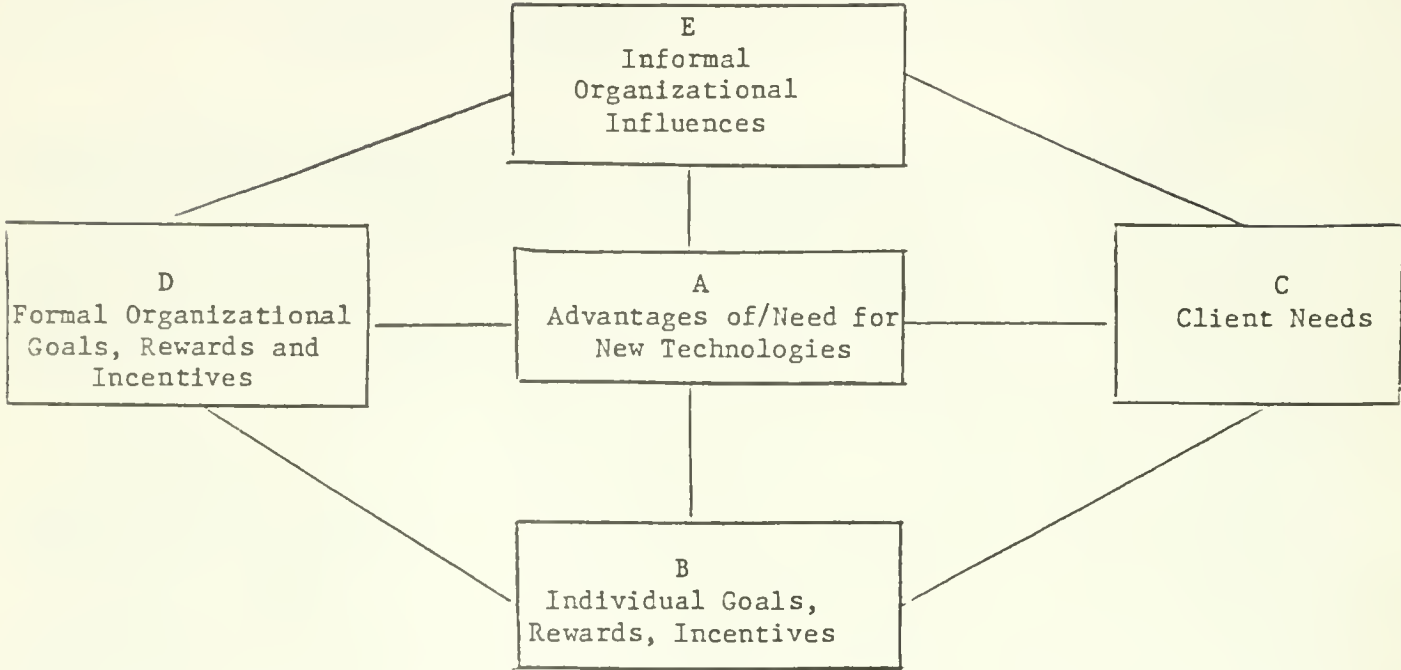 E
Informal
Organizational
Influences
D
Formal Organizational
Goals, Rewards and
Incentives
A
Advantages of/Need for
New Technologies
C
Client Needs
B
Individual Goals,
Rewards, Incentives